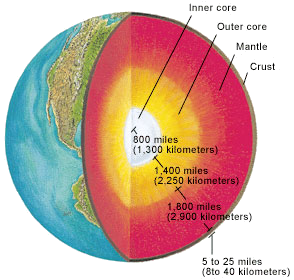 Inner core
Outer core
Mantle
Crust
800 miles
(1,300 kilometers)
1,400 miles
(2,250 kilometers)
1,800 miles
(2,900 kilometers)
5 to 25 miles
(8to 40 kilometers)